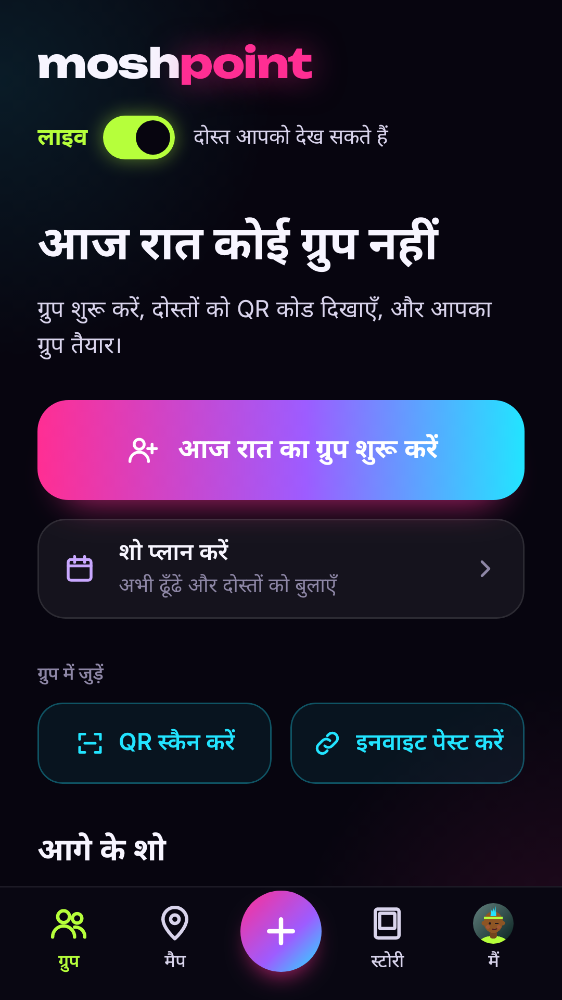 moshpoint
लाइव
दोस्त आपको देख सकते हैं
आज रात कोई ग्रुप नहीं
ग्रुप शुरू करें, दोस्तों को QR कोड दिखाएँ, और आपका
ग्रुप तैयार।
आज रात का ग्रुप शुरू करें
शो प्लान करें
अभी ढूँढें और दोस्तों को बुलाएँ
ग्रुप में जुड़ें
QR स्कैन करें
इनवाइट पेस्ट करें
आगे के शो
ग्रुप
मैप
स्टोरी
मैं